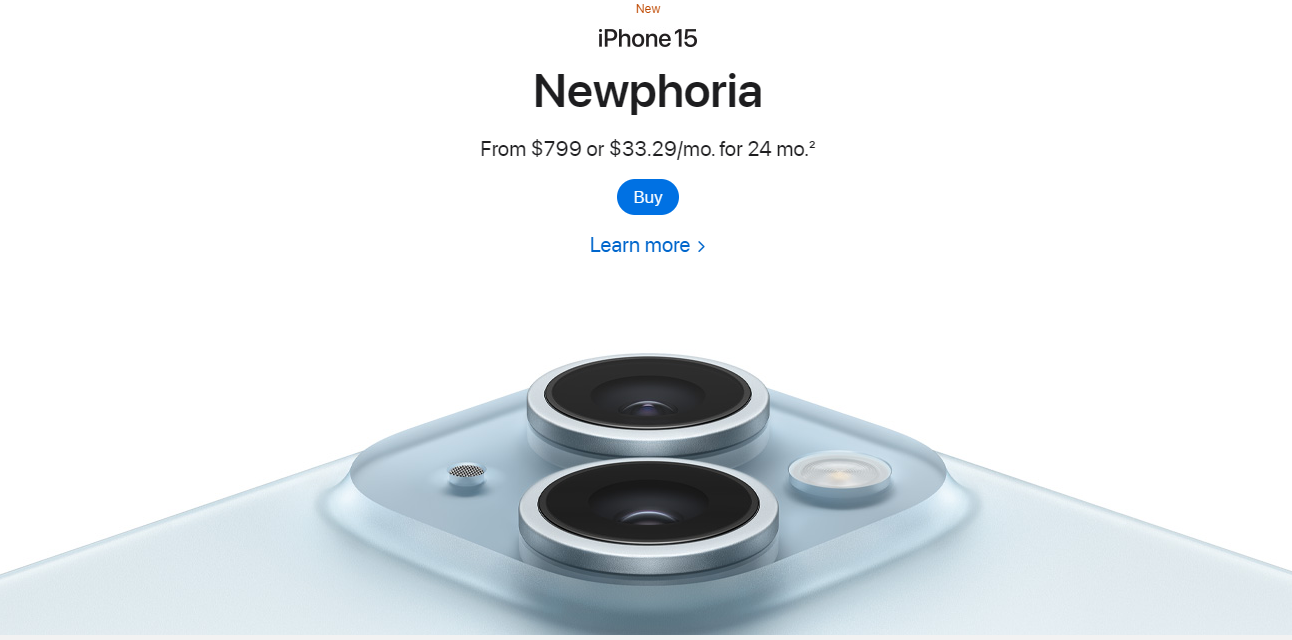 New
iPhone 15
Newphoria
From $799 or $33.29/mo. for 24 mo.²
Buy
Learn more >